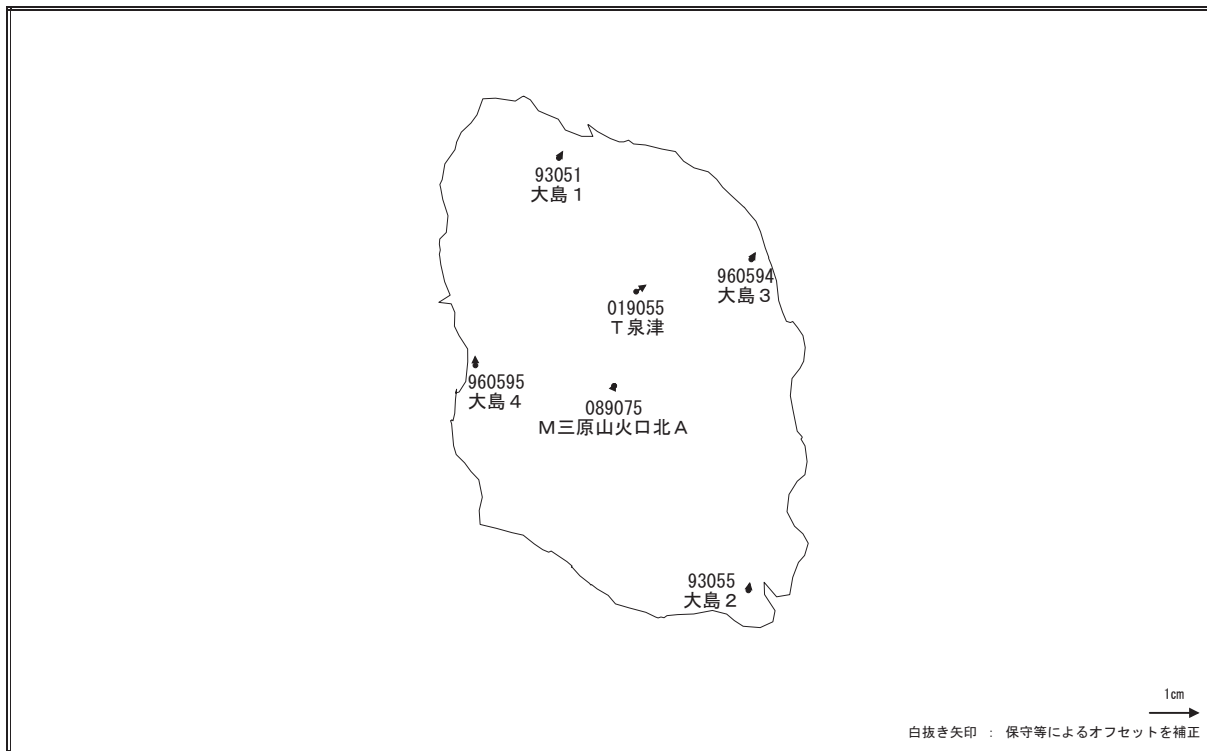 93051
大島１
960594
大島３
019055
Ｔ泉津
960595
大島４
089075
Ｍ三原山火口北Ａ
93055
大島２
1cm
白抜き矢印 ： 保守等によるオフセットを補正